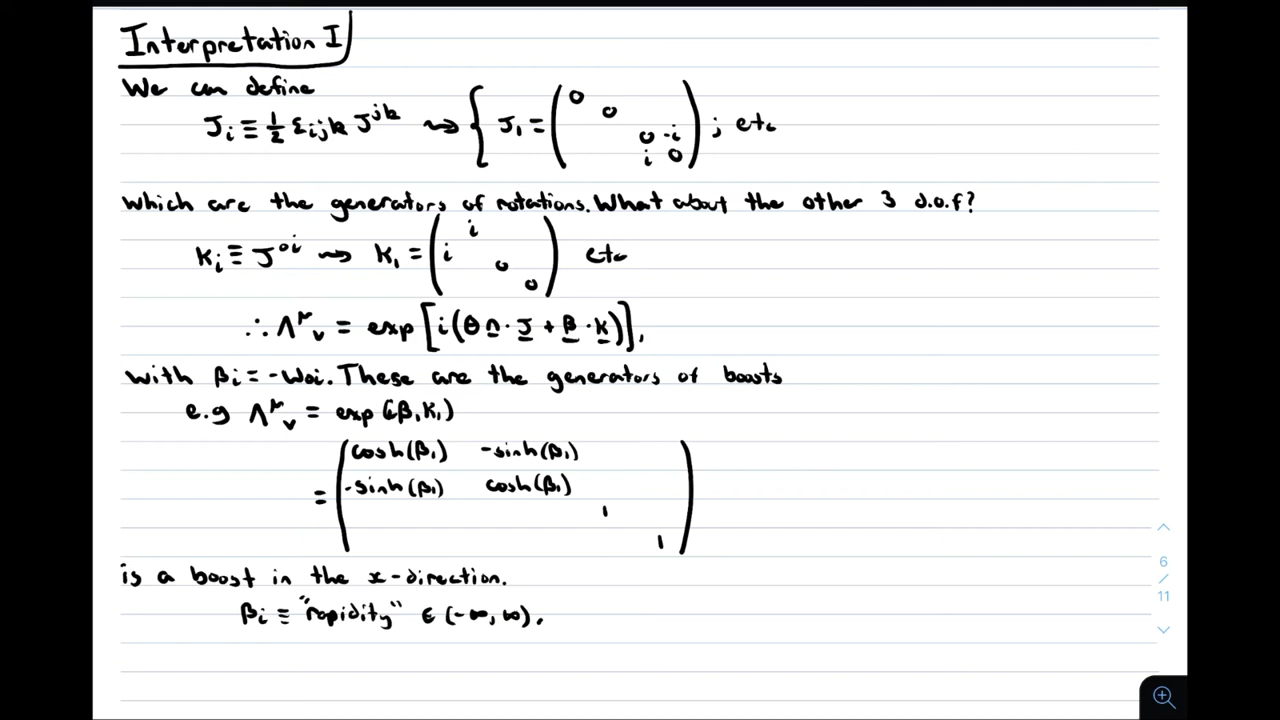 Interpretation I
We can define
J_i ≡ 1/2 ε_ijk J^jk ⇝ { J_1 = ( 0 0 0 -i i 0 ) ; etc
which are the generators of rotations. What about the other 3 d.o.f?
K_i ≡ J^0i ⇝ K_1 = ( i i 0 0 ) etc
∴ Λ^μ_ν = exp[i(θ n · J + β · K)],
with β_i = -ω_0i. These are the generators of boosts
e.g Λ^μ_ν = exp(iβ_1K_1)
= ( cosh(β_1) -sinh(β_1)
-sinh(β_1) cosh(β_1)
1
1 )
is a boost in the x-direction.
β_i ≡ "rapidity" ∈ (-∞, ∞).
6
/
11